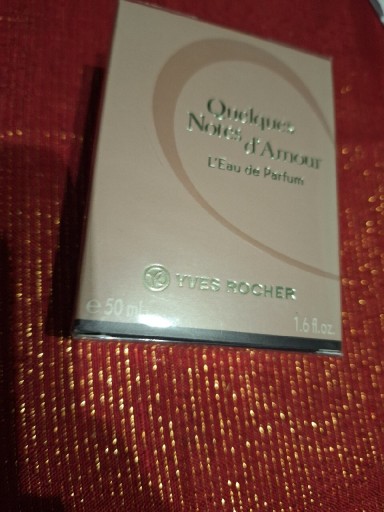 Quelques
Notes d'Amour
L'Eau de Parfum
YVES ROCHER
e 50 ml
1.6 fl.oz.